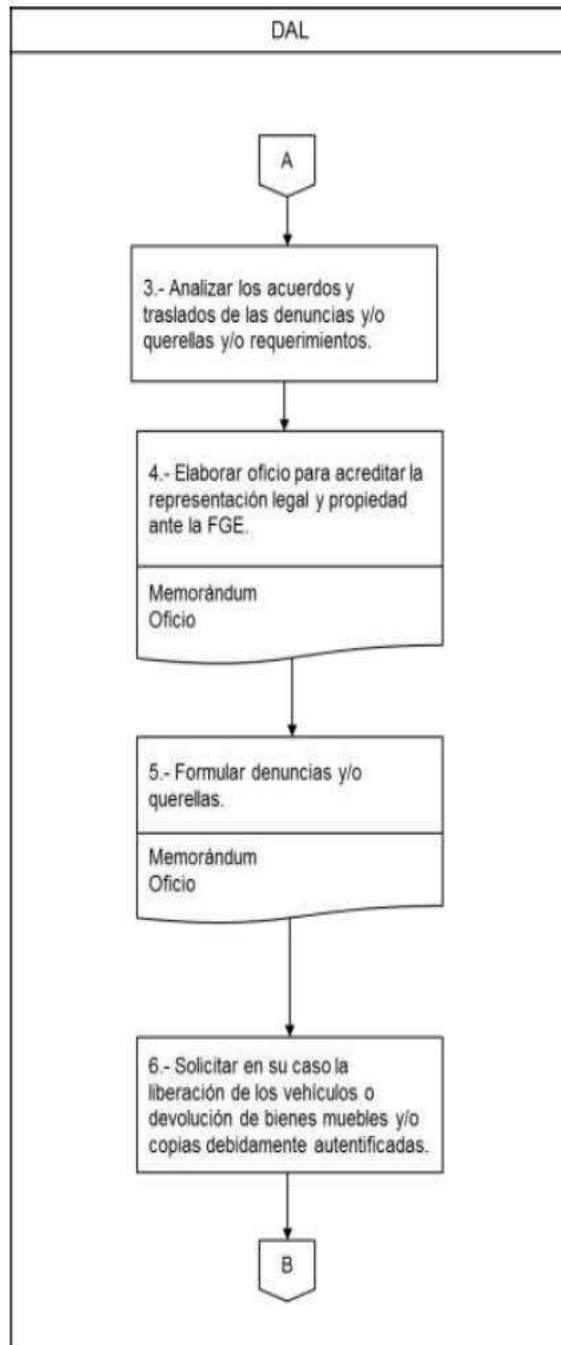 DAL
A
3.- Analizar los acuerdos y
traslados de las denuncias y/o
querellas y/o requerimientos.
4.- Elaborar oficio para acreditar la
representación legal y propiedad
ante la FGE.
Memorándum
Oficio
5.- Formular denuncias y/o
querellas.
Memorándum
Oficio
6.- Solicitar en su caso la
liberación de los vehículos o
devolución de bienes muebles y/o
copias debidamente autentificadas.
B